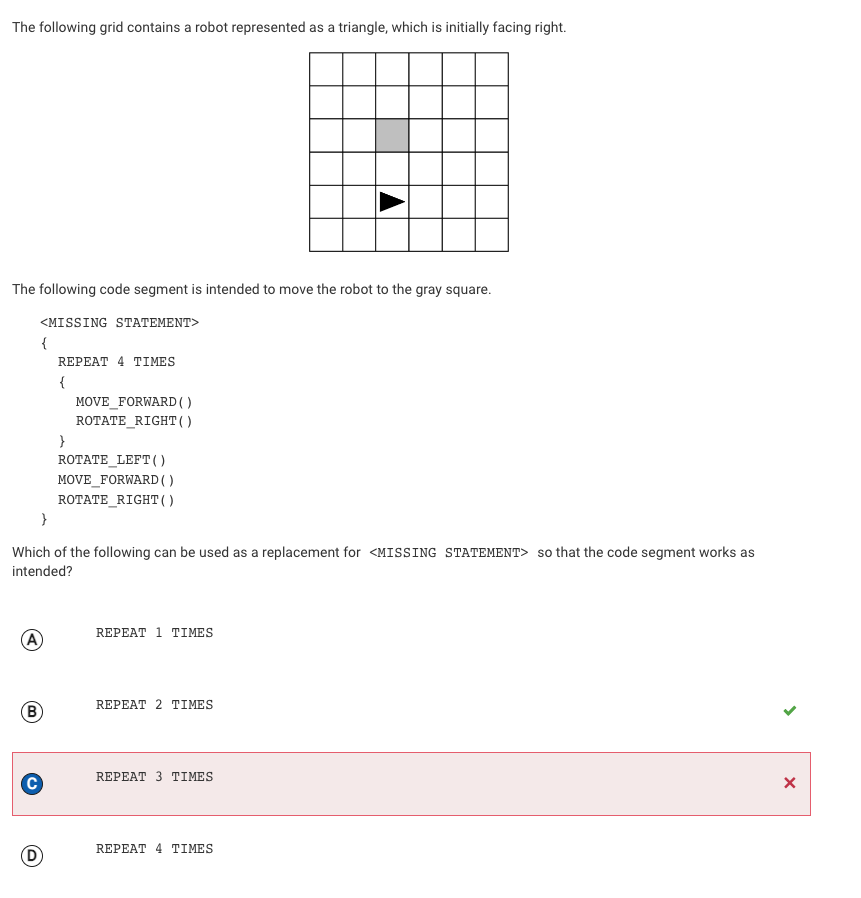 The following grid contains a robot represented as a triangle, which is initially facing right.
The following code segment is intended to move the robot to the gray square.
<MISSING STATEMENT>
{
REPEAT 4 TIMES
{
MOVE_FORWARD()
ROTATE_RIGHT()
}
ROTATE_LEFT()
MOVE_FORWARD()
ROTATE_RIGHT()
}
Which of the following can be used as a replacement for <MISSING STATEMENT> so that the code segment works as
intended?
A REPEAT 1 TIMES
B REPEAT 2 TIMES
C REPEAT 3 TIMES
D REPEAT 4 TIMES